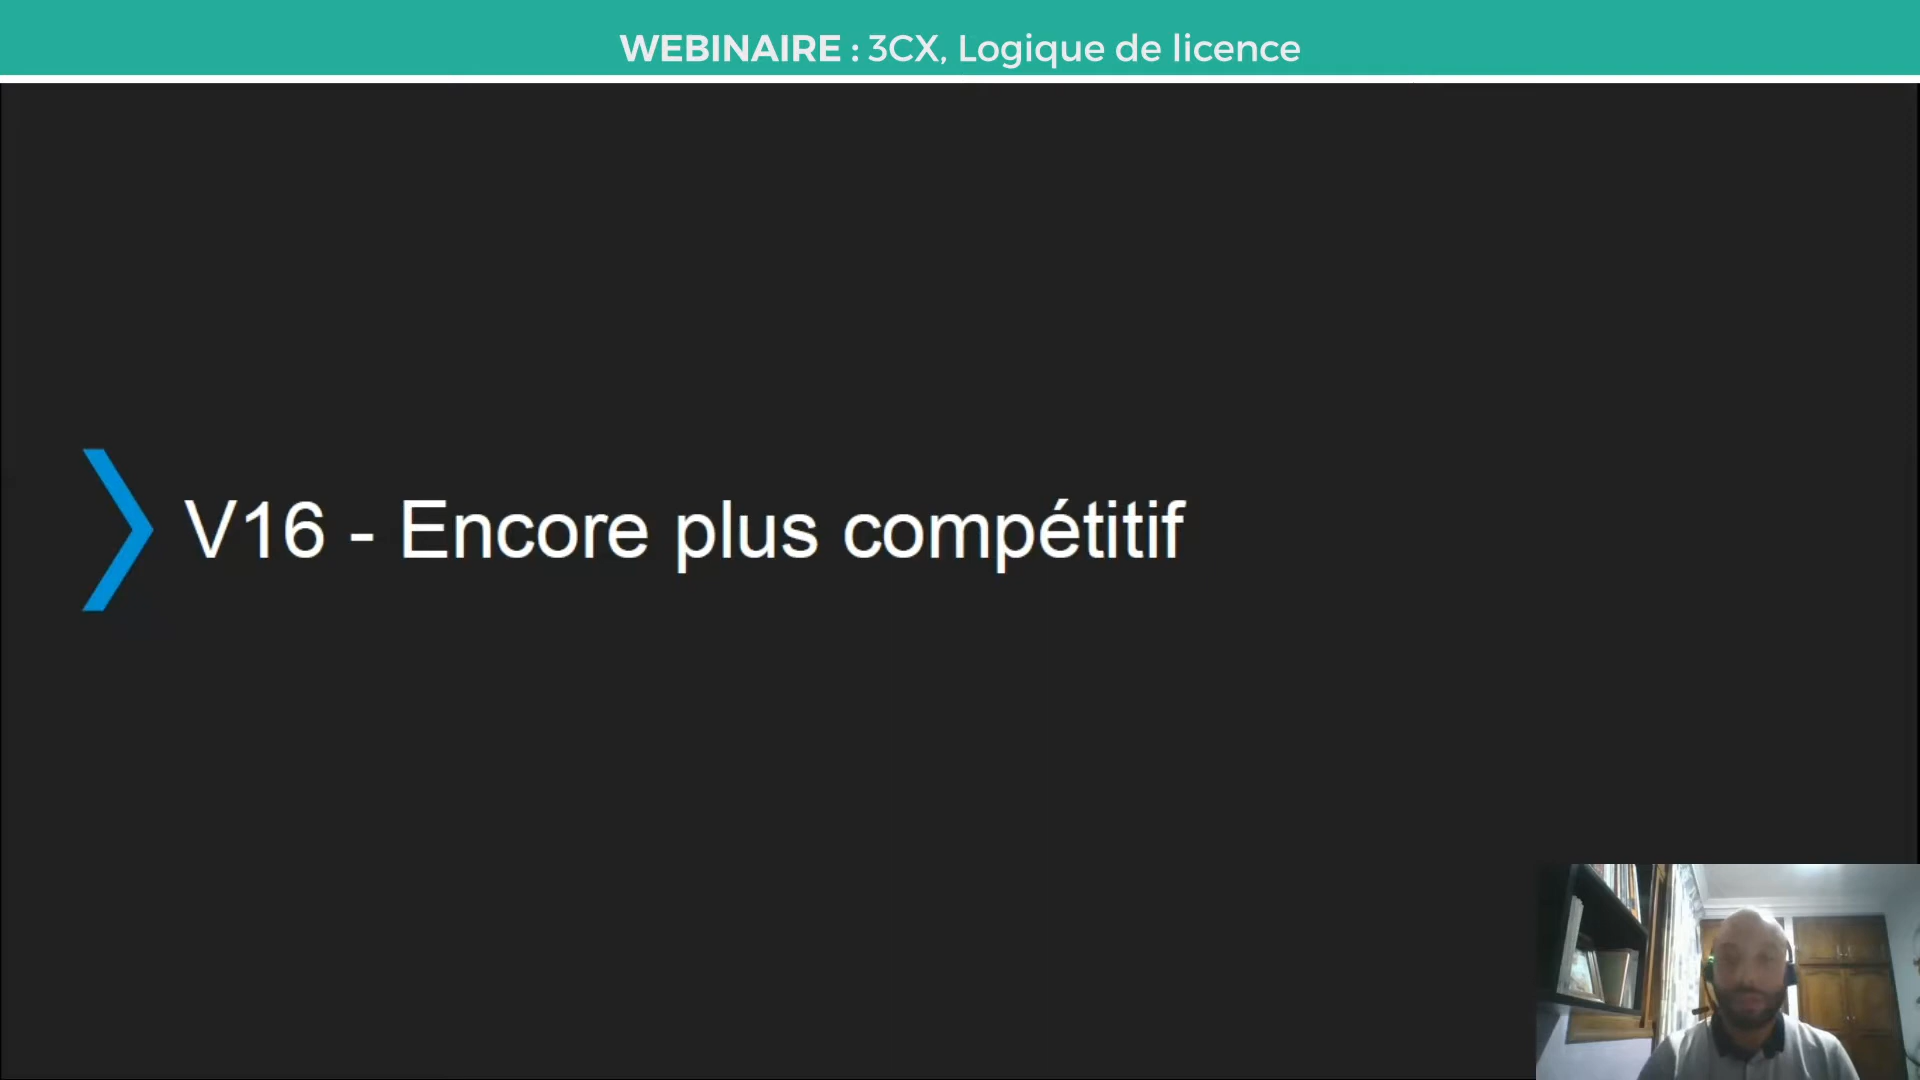 WEBINAIRE : 3CX, Logique de licence
V16 - Encore plus compétitif